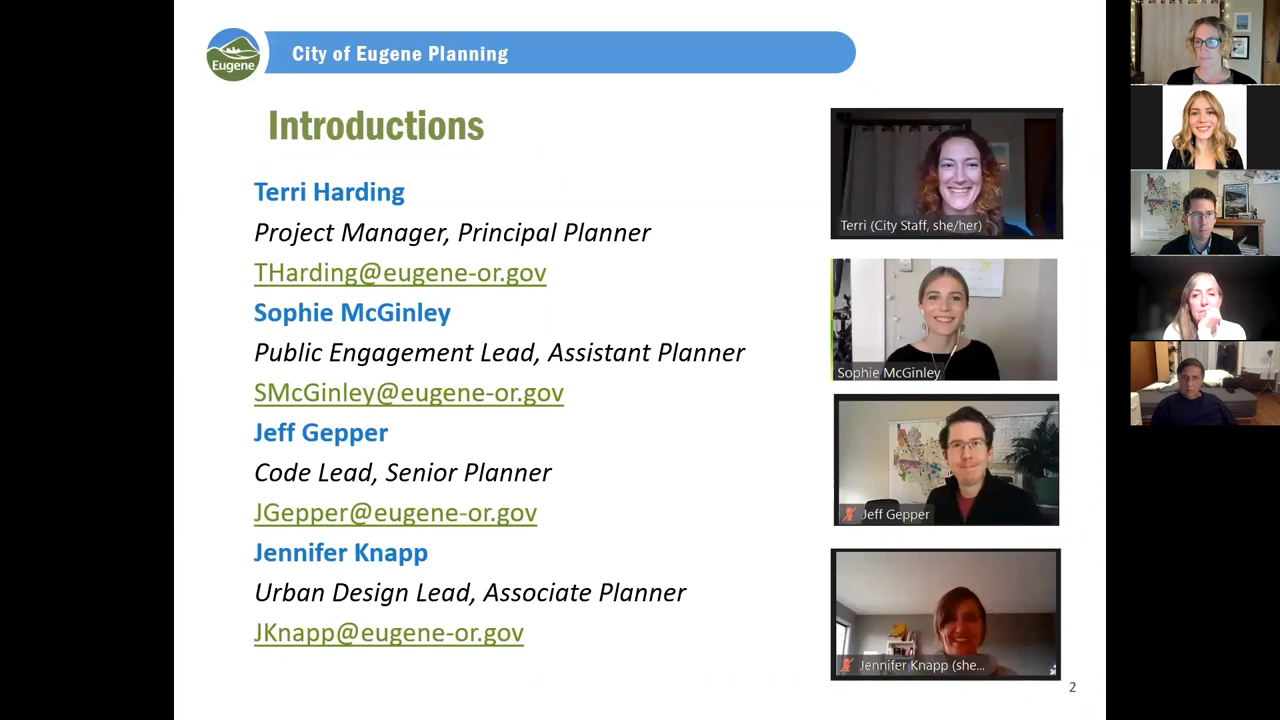 Eugene
City of Eugene Planning
Introductions
Terri Harding
Project Manager, Principal Planner
THarding@eugene-or.gov
Sophie McGinley
Public Engagement Lead, Assistant Planner
SMcGinley@eugene-or.gov
Jeff Gepper
Code Lead, Senior Planner
JGepper@eugene-or.gov
Jennifer Knapp
Urban Design Lead, Associate Planner
JKnapp@eugene-or.gov
Terri (City Staff, she/her)
Sophie McGinley
Jeff Gepper
Jennifer Knapp (she...
2